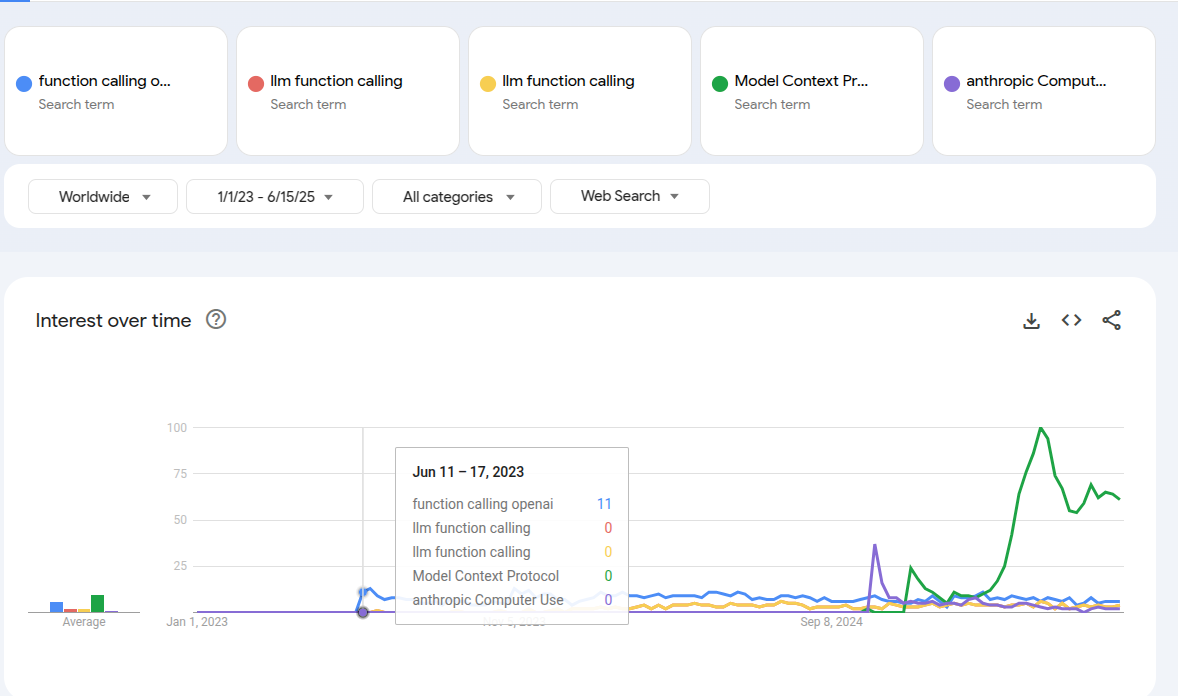 function calling o...
Search term
llm function calling
Search term
llm function calling
Search term
Model Context Pr...
Search term
anthropic Comput...
Search term
Worldwide
1/1/23 - 6/15/25
All categories
Web Search
Interest over time
?
100
75
50
25
Average
Jan 1, 2023
Sep 8, 2024
Jun 11 – 17, 2023
function calling openai 11
llm function calling 0
llm function calling 0
Model Context Protocol 0
anthropic Computer Use 0